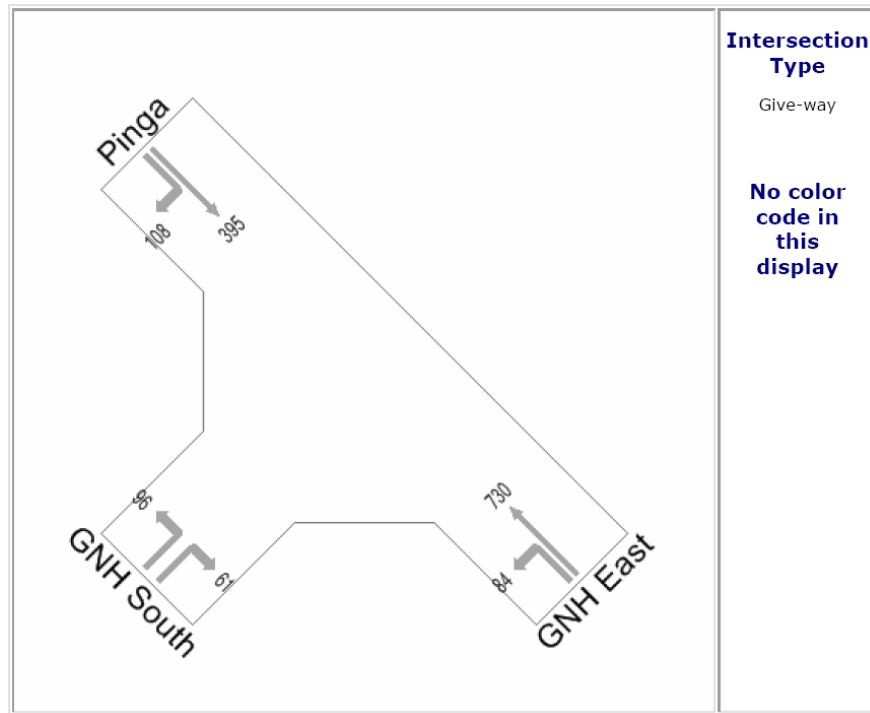 Intersection
Type
Give-way
No color
code in
this
display
Pinga
108
395
96
61
GNH South
730
84
GNH East